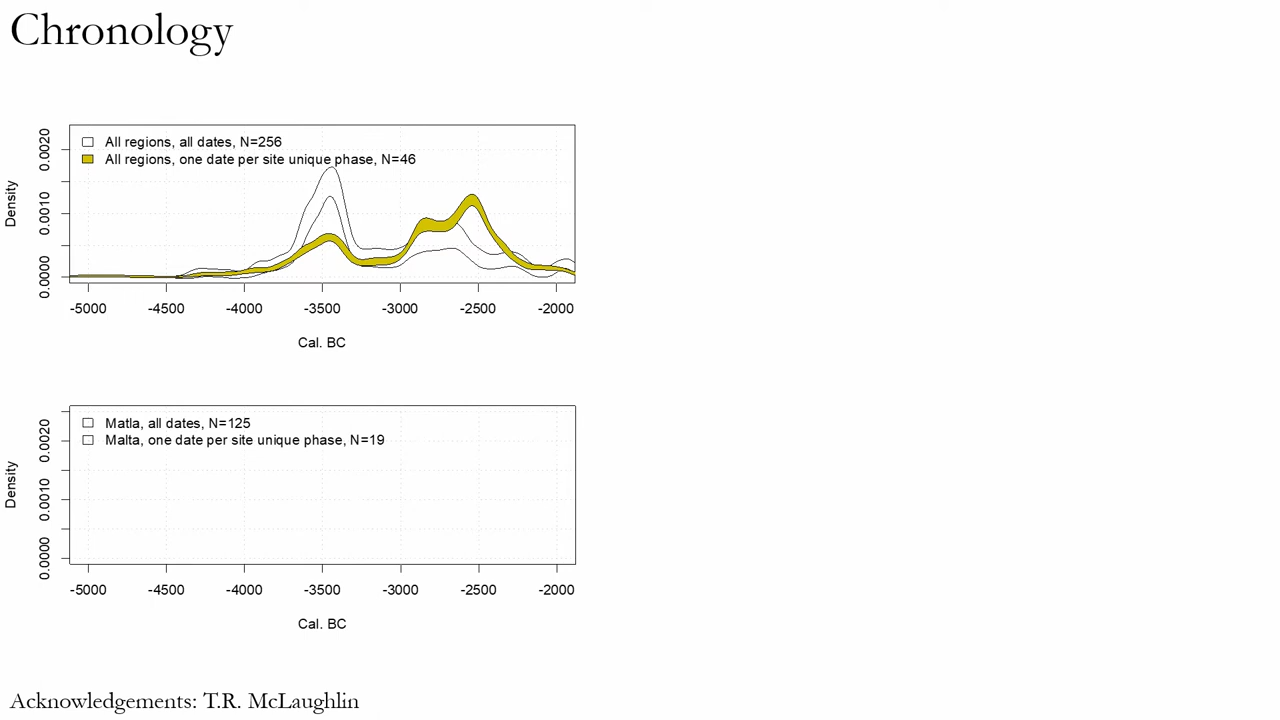 Chronology
All regions, all dates, N=256
All regions, one date per site unique phase, N=46
Density
0.0000 0.0010 0.0020
-5000 -4500 -4000 -3500 -3000 -2500 -2000
Cal. BC
Matla, all dates, N=125
Malta, one date per site unique phase, N=19
Density
0.0000 0.0010 0.0020
-5000 -4500 -4000 -3500 -3000 -2500 -2000
Cal. BC
Acknowledgements: T.R. McLaughlin